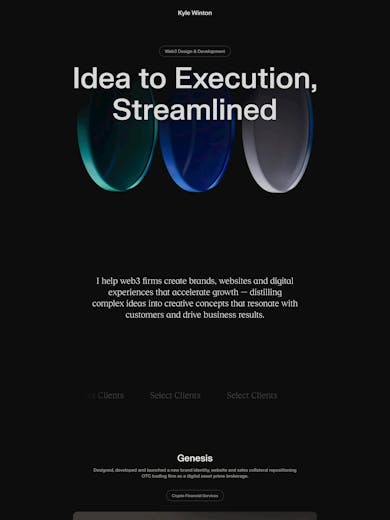 Kyle Winton
Web3 Design & Development
Idea to Execution,
Streamlined
I help web3 firms create brands, websites and digital
experiences that accelerate growth — distilling
complex ideas into creative concepts that resonate with
customers and drive business results.
Clients Select Clients Select Clients
Genesis
Designed, developed and launched a new brand identity, website and sales collateral repositioning
OTC trading firm as a digital asset prime brokerage.
Crypto Financial Services